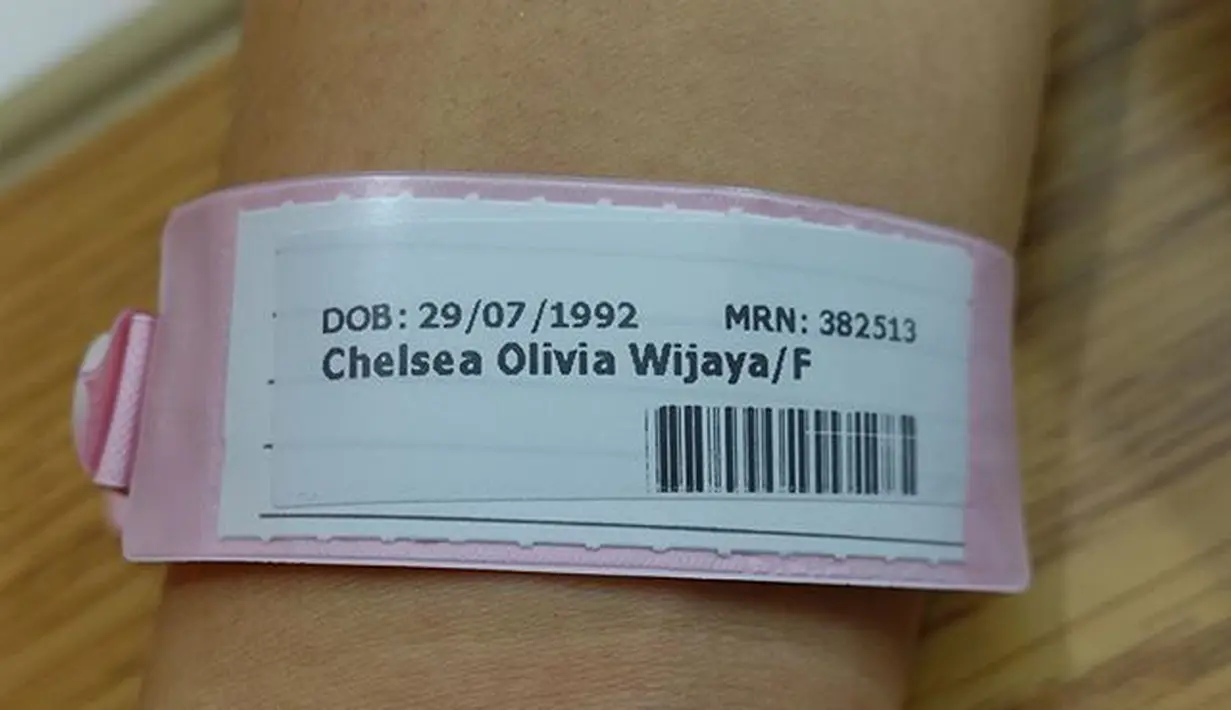 DOB: 29/07/1992 MRN: 382513
Chelsea Olivia Wijaya/F